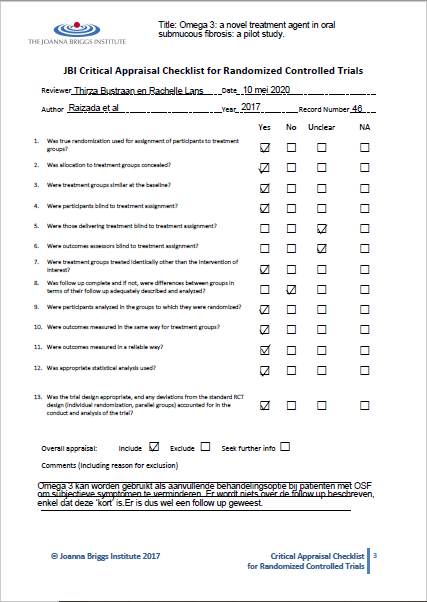 Title: Omega 3: a novel treatment agent in oral
submucous fibrosis: a pilot study.
THE JOANNA BRIGGS INSTITUTE
JBI Critical Appraisal Checklist for Randomized Controlled Trials
Reviewer Thirza Bustraan en Rachelle Lans Date 10 mei 2020
Author Raizada et al Year 2017 Record Number 46
Yes No Unclear NA
1. Was true randomization used for assignment of participants to treatment
groups?
2. Was allocation to treatment groups concealed?
3. Were treatment groups similar at the baseline?
4. Were participants blind to treatment assignment?
5. Were those delivering treatment blind to treatment assignment?
6. Were outcomes assessors blind to treatment assignment?
7. Were treatment groups treated identically other than the intervention of
interest?
8. Was follow up complete and if not, were differences between groups in
terms of their follow up adequately described and analyzed?
9. Were participants analyzed in the groups to which they were randomized?
10. Were outcomes measured in the same way for treatment groups?
11. Were outcomes measured in a reliable way?
12. Was appropriate statistical analysis used?
13. Was the trial design appropriate, and any deviations from the standard RCT
design (individual randomization, parallel groups) accounted for in the
conduct and analysis of the trial?
Overall appraisal: Include Exclude Seek further info
Comments (Including reason for exclusion)
Omega 3 kan worden gebruikt als aanvullende behandelingsoptie bij patienten met OSF
om subjectieve symptomen te verminderen. Er wordt niets over de follow up beschreven,
enkel dat deze 'kort' is.Er is dus wel een follow up geweest.
© Joanna Briggs Institute 2017 Critical Appraisal Checklist 3
for Randomized Controlled Trials